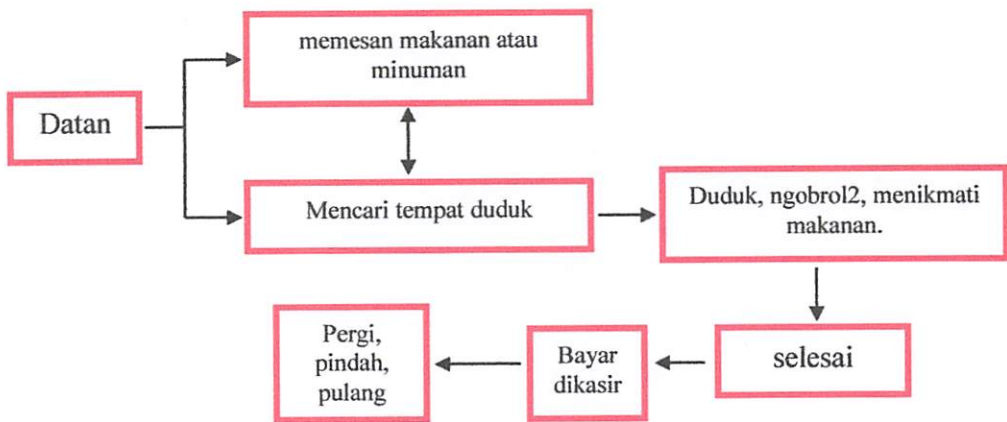 memesan makanan atau
minuman
Datan
Mencari tempat duduk
Duduk, ngobrol2, menikmati
makanan.
selesai
Bayar
dikasir
Pergi,
pindah,
pulang